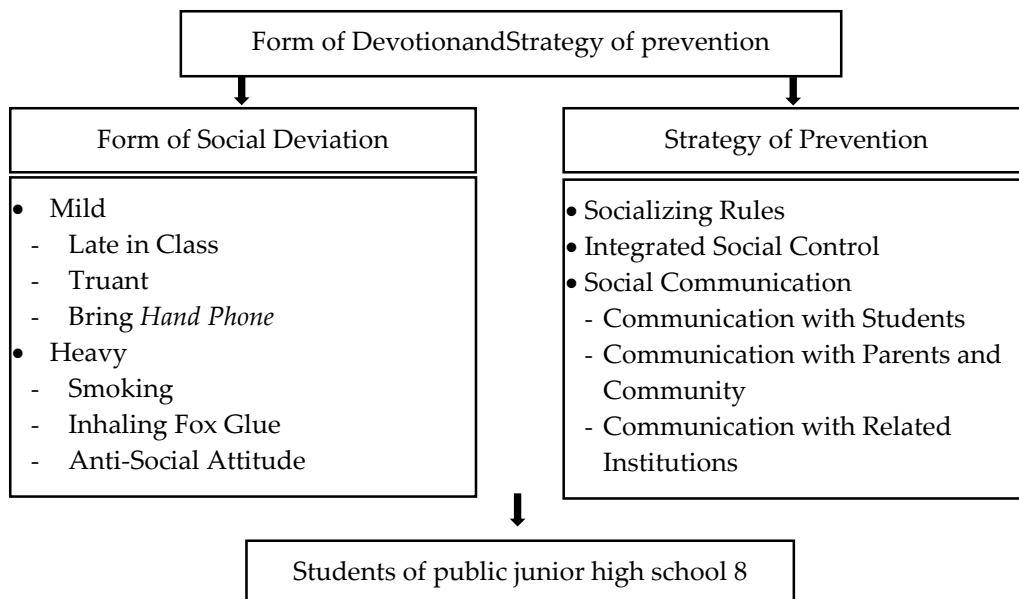 Form of DevotionandStrategy of prevention
Form of Social Deviation
• Mild
- Late in Class
- Truant
- Bring Hand Phone
• Heavy
- Smoking
- Inhaling Fox Glue
- Anti-Social Attitude
Strategy of Prevention
• Socializing Rules
• Integrated Social Control
• Social Communication
- Communication with Students
- Communication with Parents and
Community
- Communication with Related
Institutions
Students of public junior high school 8